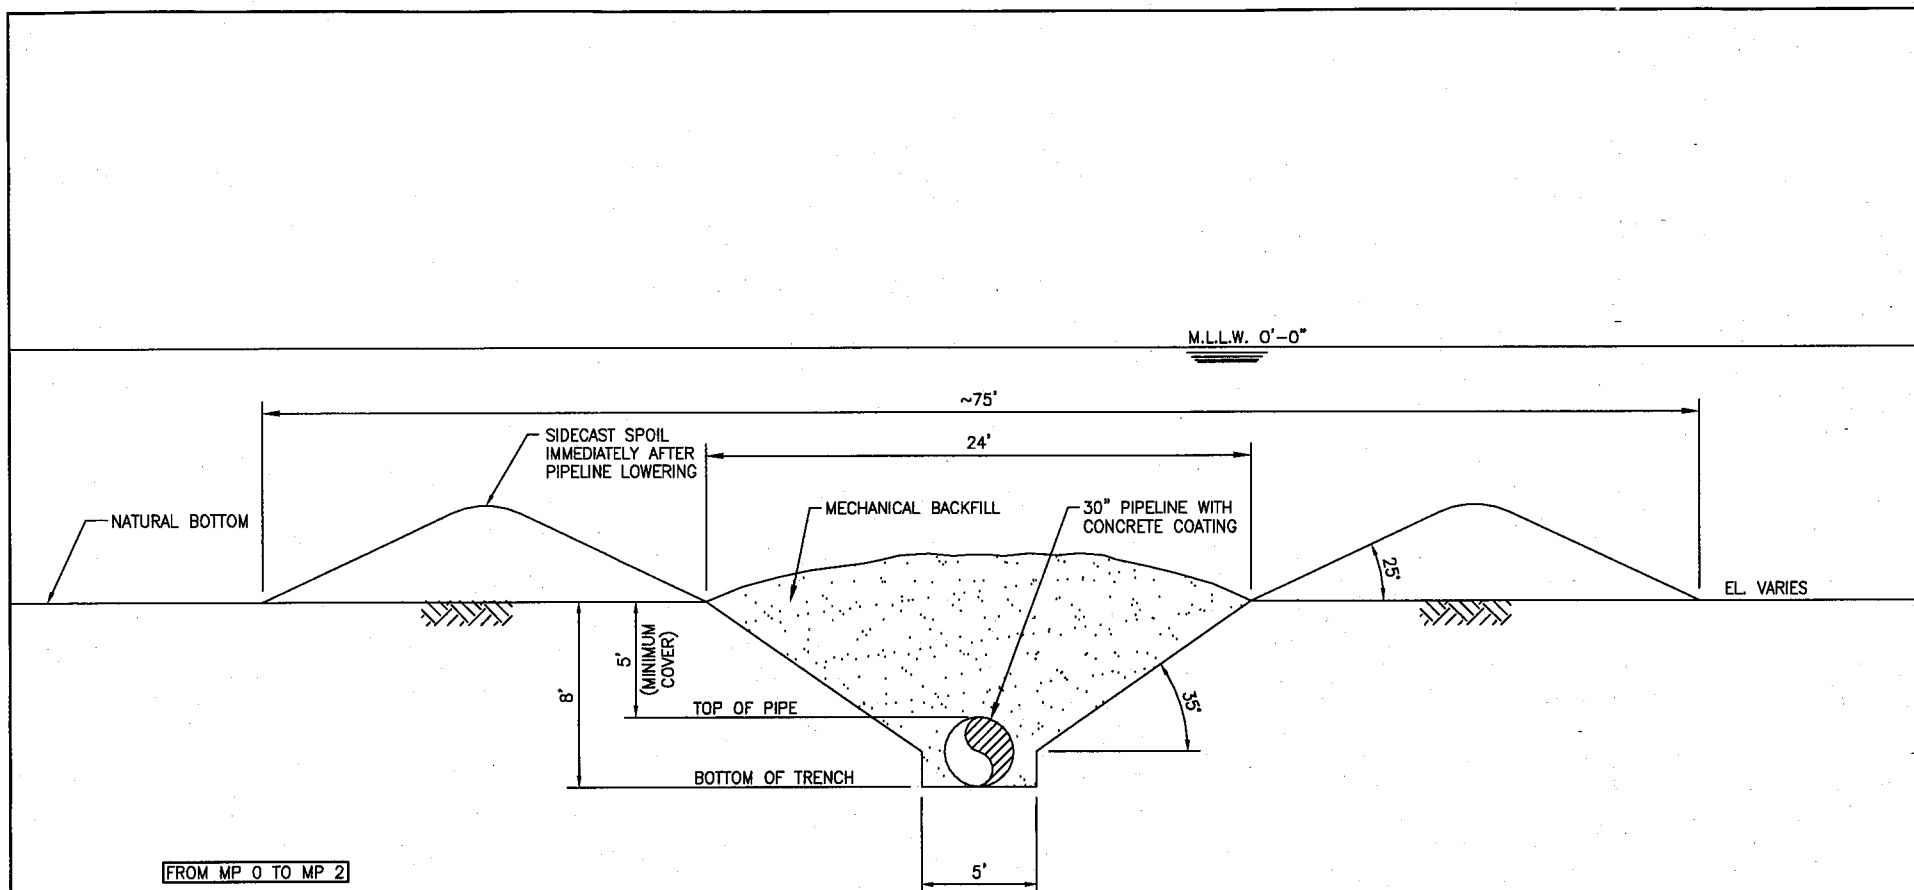 M.L.L.W. 0'-0"
~75'
SIDECAST SPOIL
IMMEDIATELY AFTER
PIPELINE LOWERING
24'
NATURAL BOTTOM
MECHANICAL BACKFILL
30" PIPELINE WITH
CONCRETE COATING
25°
EL. VARIES
5'
(MINIMUM
COVER)
8'
TOP OF PIPE
35°
BOTTOM OF TRENCH
FROM MP 0 TO MP 2
5'